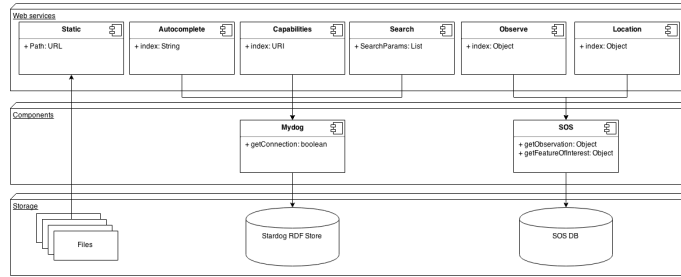 Web services
Static
+ Path: URL
Autocomplete
+ index: String
Capabilities
+ index: URI
Search
+ SearchParams: List
Observe
+ index: Object
Location
+ index: Object
Components
Mydog
+ getConnection: boolean
SOS
+ getObservation: Object
+ getFeatureOfInterest: Object
Storage
Files
Stardog RDF Store
SOS DB